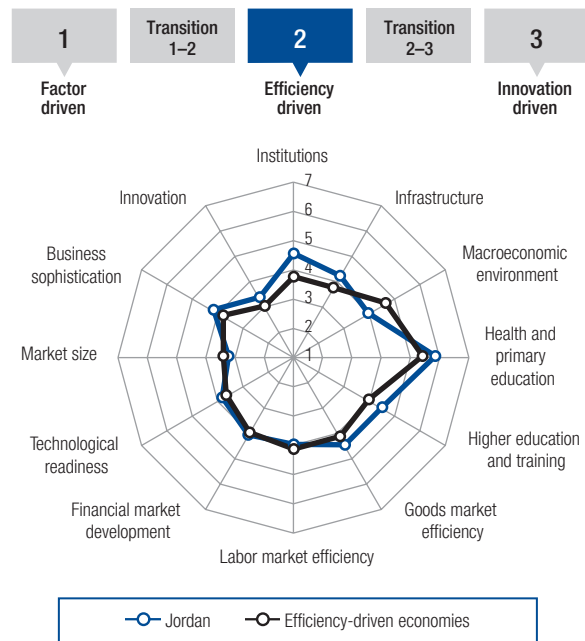 1
Transition
1–2
2
Transition
2–3
3
Factor
driven
Efficiency
driven
Innovation
driven
Institutions
7
Innovation
Infrastructure
6
5
Business
sophistication
Macroeconomic
environment
4
3
2
Market size
1
Health and
primary
education
Technological
readiness
Higher education
and training
Financial market
development
Goods market
efficiency
Labor market efficiency
Jordan
Efficiency-driven economies